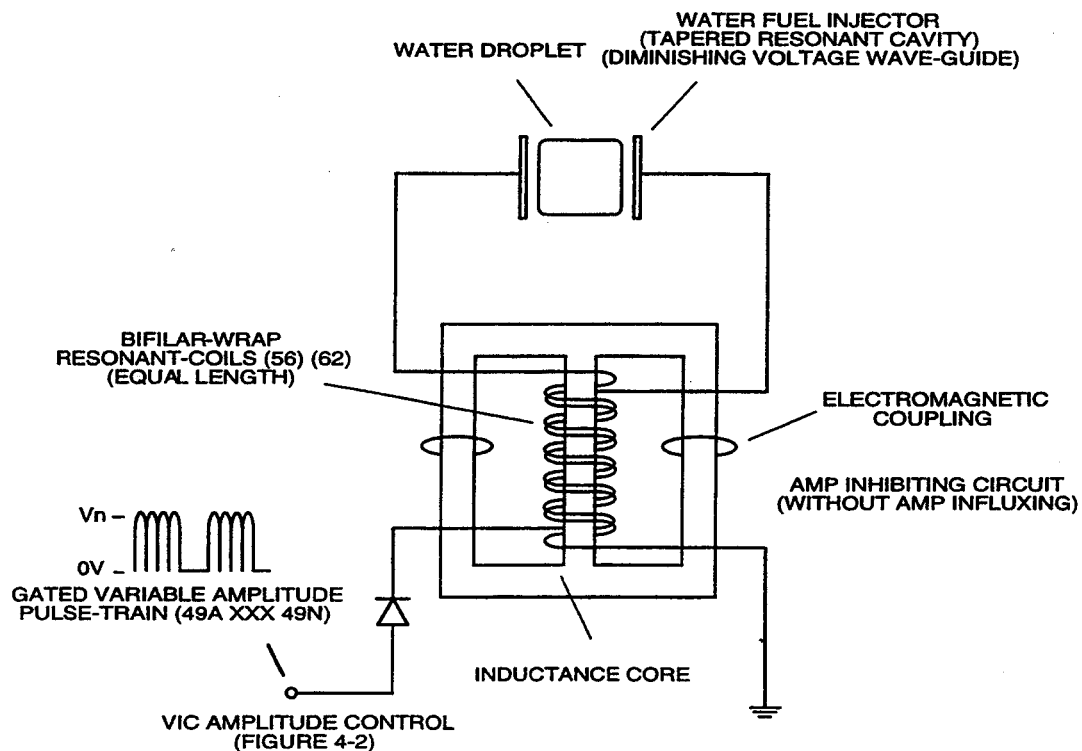 WATER DROPLET
WATER FUEL INJECTOR
(TAPERED RESONANT CAVITY)
(DIMINISHING VOLTAGE WAVE-GUIDE)
BIFILAR-WRAP
RESONANT-COILS (56) (62)
(EQUAL LENGTH)
ELECTROMAGNETIC
COUPLING
AMP INHIBITING CIRCUIT
(WITHOUT AMP INFLUXING)
Vn
0V
GATED VARIABLE AMPLITUDE
PULSE-TRAIN (49A XXX 49N)
INDUCTANCE CORE
VIC AMPLITUDE CONTROL
(FIGURE 4-2)